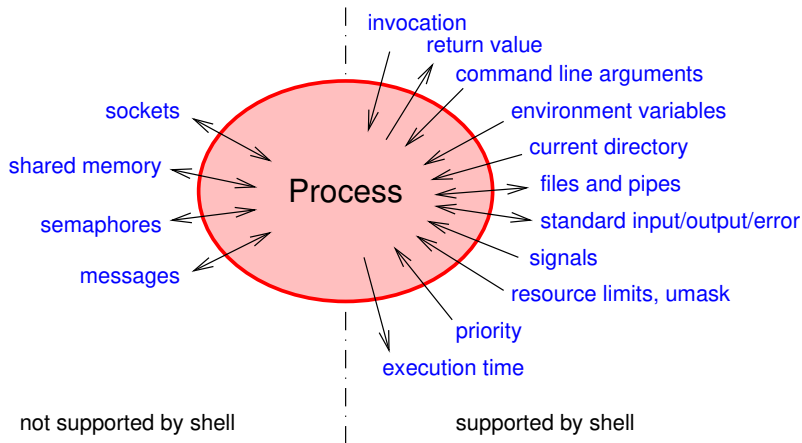 invocation
return value
command line arguments
environment variables
current directory
files and pipes
standard input/output/error
signals
resource limits, umask
priority
execution time
sockets
shared memory
semaphores
messages
Process
not supported by shell
supported by shell